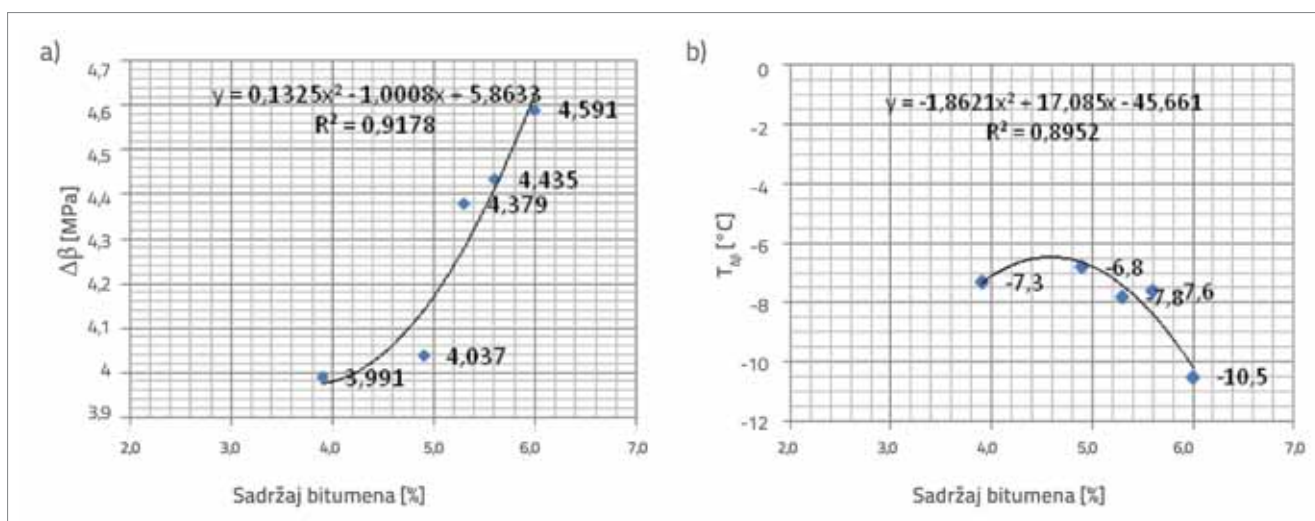 a)
y = 0,1325x² - 1,0008x + 5,8633
R² = 0,9178
4,7
4,6
4,5
4,4
4,3
4,2
4,1
4
3,9
Δβ [MPa]
4,591
4,435
4,379
4,037
3,991
2,0 3,0 4,0 5,0 6,0 7,0
Sadržaj bitumena [%]
b)
y = -1,8621x² + 17,085x - 45,661
R² = 0,8952
0
-2
-4
-6
-8
-10
-12
T_Δβ [°C]
-7,3
-6,8
-7,8
-7,6
-10,5
2,0 3,0 4,0 5,0 6,0 7,0
Sadržaj bitumena [%]